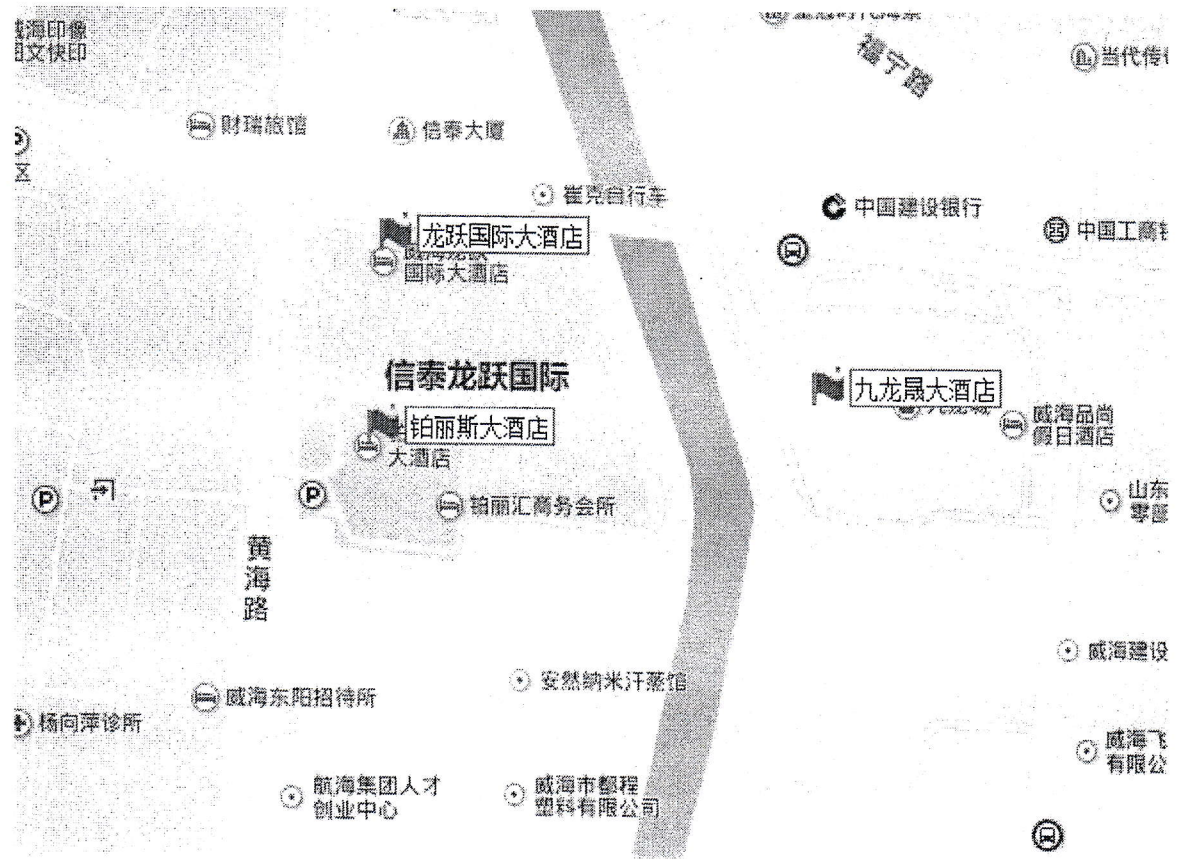 威海印像
图文快印
福宁路
当代传
财瑞旅馆
信泰大厦
区
崔克自行车
中国建设银行
中国工商银
龙跃国际大酒店
国际大酒店
信泰龙跃国际
九龙晟大酒店
威海品尚
假日酒店
铂丽斯大酒店
大酒店
P
P
铂丽汇商务会所
山东
零部
黄海路
威海建设
安然纳米汗蒸馆
威海东阳招待所
杨向萍诊所
威海飞
有限公
航海集团人才
创业中心
威海市都程
塑料有限公司